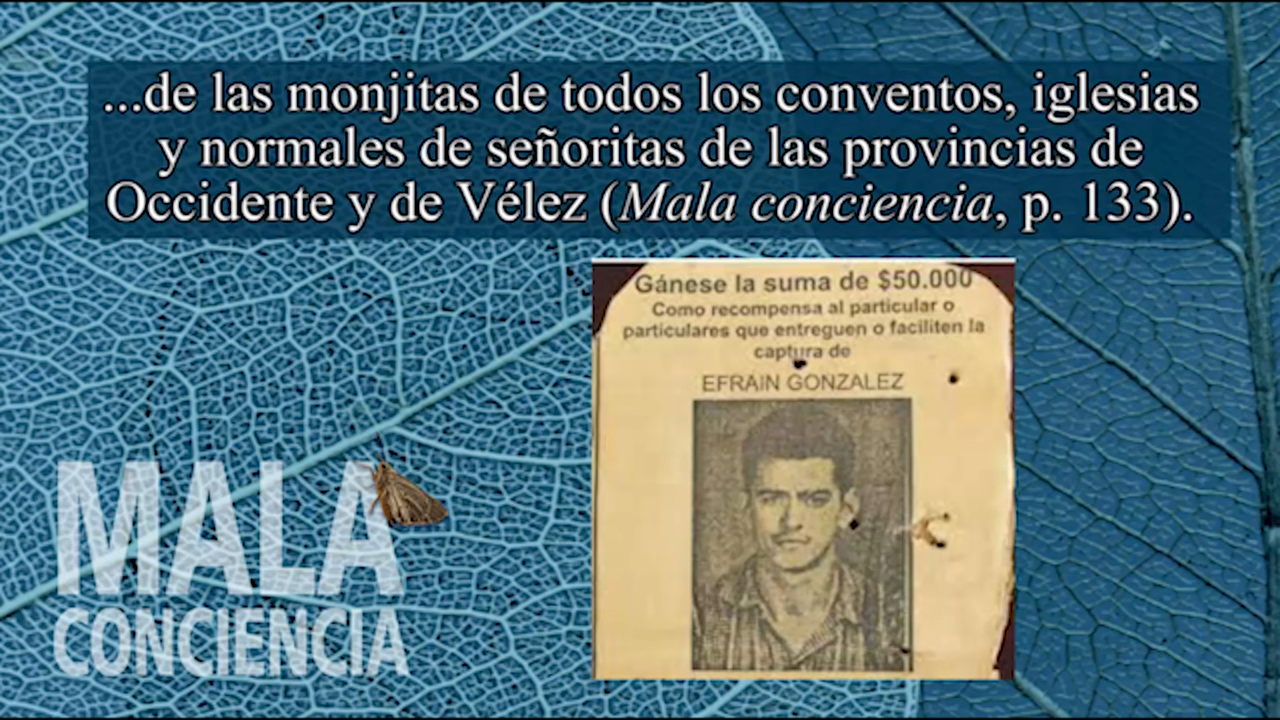 ...de las monjitas de todos los conventos, iglesias
y normales de señoritas de las provincias de
Occidente y de Vélez (Mala conciencia, p. 133).
Gánese la suma de $50.000
Como recompensa al particular o
particulares que entreguen o faciliten la
captura de
EFRAIN GONZALEZ
MALA
CONCIENCIA